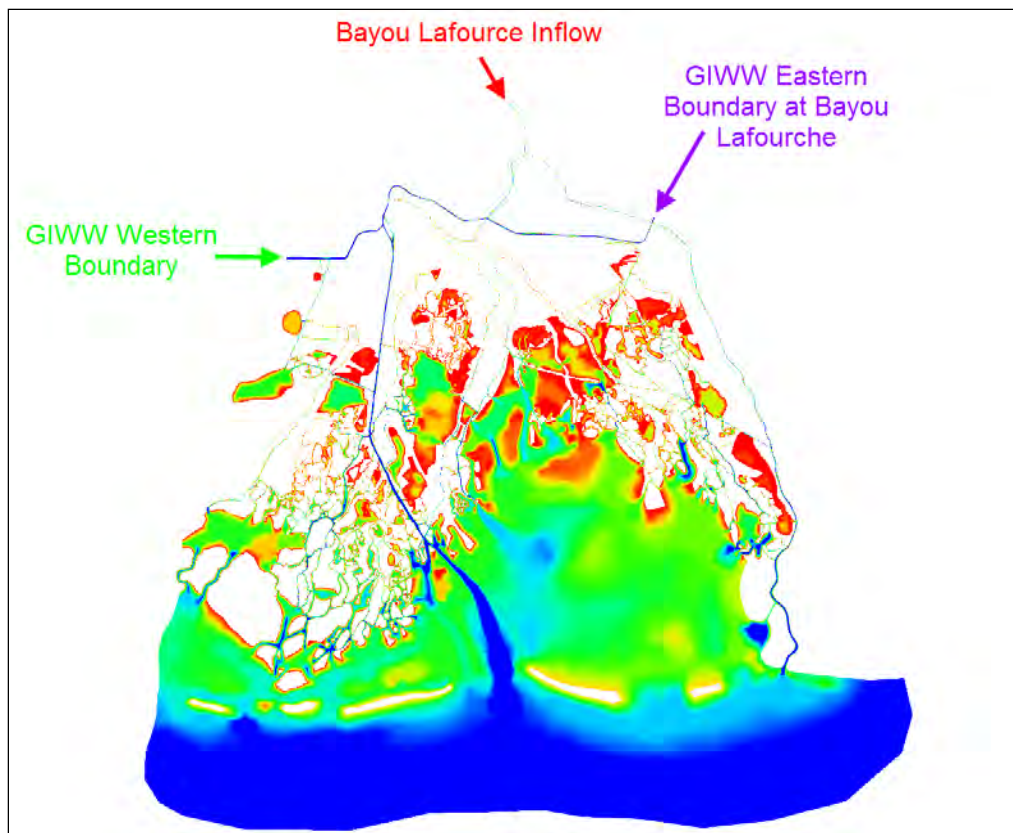 Bayou Lafource Inflow
GIWW Eastern
Boundary at Bayou
Lafourche
GIWW Western
Boundary